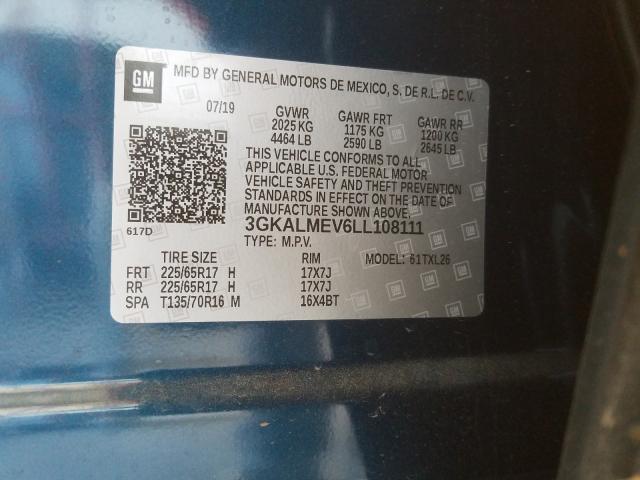 GM MFD BY GENERAL MOTORS DE MEXICO, S. DE R.L. DE C.V.
07/19 GVWR GAWR FRT GAWR RR
2025 KG 1175 KG 1200 KG
4464 LB 2590 LB 2645 LB
THIS VEHICLE CONFORMS TO ALL
APPLICABLE U.S. FEDERAL MOTOR
VEHICLE SAFETY AND THEFT PREVENTION
STANDARDS IN EFFECT ON THE DATE OF
MANUFACTURE SHOWN ABOVE.
617D 3GKALMEV6LL108111
TYPE: M.P.V.
TIRE SIZE RIM MODEL: 61TXL26
FRT 225/65R17 H 17X7J
RR 225/65R17 H 17X7J
SPA T135/70R16 M 16X4BT